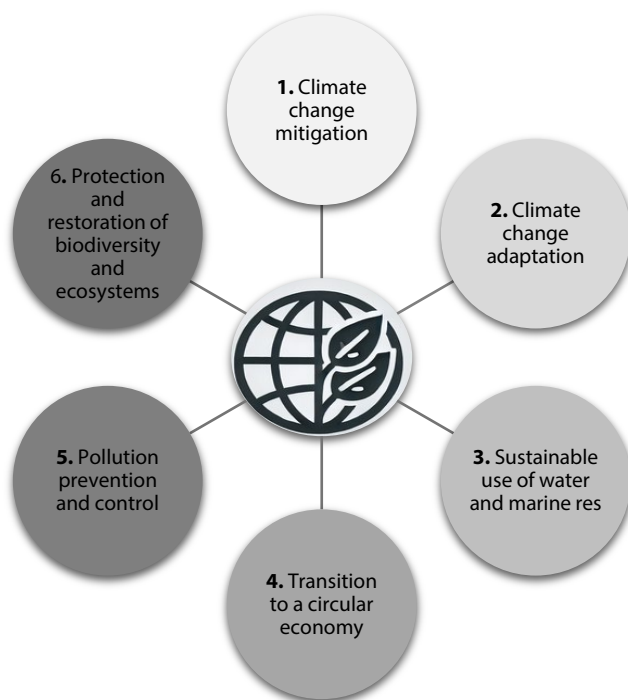 1. Climate
change
mitigation
2. Climate
change
adaptation
3. Sustainable
use of water
and marine res
4. Transition
to a circular
economy
5. Pollution
prevention
and control
6. Protection
and
restoration of
biodiversity
and
ecosystems